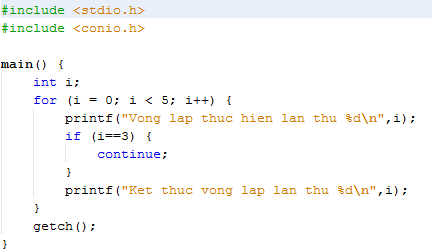 #include <stdio.h>
#include <conio.h>
main() {
int i;
for (i = 0; i < 5; i++) {
printf("Vong lap thuc hien lan thu %d\n",i);
if (i==3) {
continue;
}
printf("Ket thuc vong lap lan thu %d\n",i);
}
getch();
}